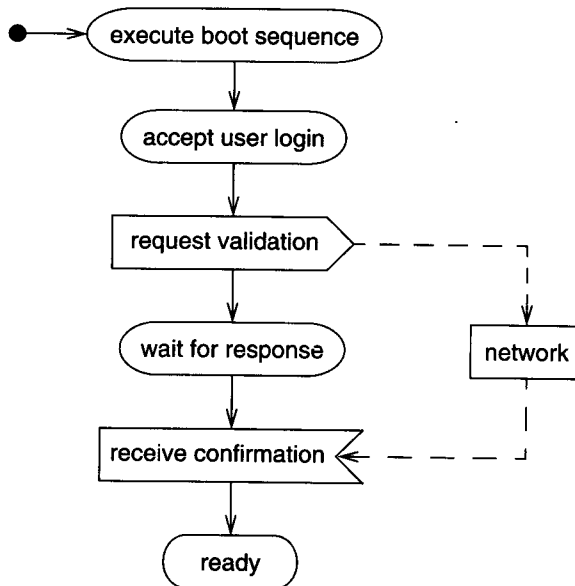 execute boot sequence
accept user login
request validation
wait for response
network
receive confirmation
ready